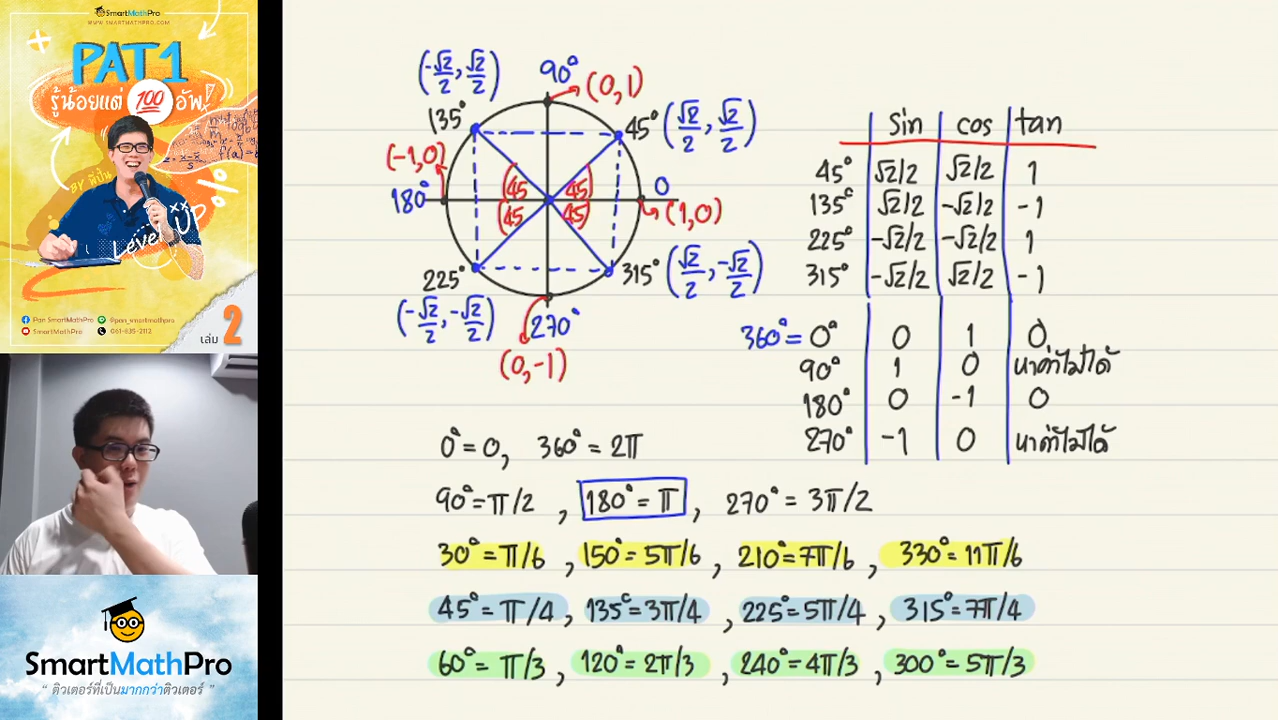 SmartMathPro
WWW.SMARTMATHPRO.COM
PAT 1
รู้น้อยแต่ 100 อัพ!
BY พี่ปั้น
Level UP
Pan SmartMathPro
@pan_smartmathpro
SmartMathPro
061-835-2112
เล่ม 2
SmartMathPro
“ ติวเตอร์ที่เป็นมากกว่าติวเตอร์ ”
(-√2/2, √2/2)
90° (0,1)
135°
45° (√2/2, √2/2)
(-1,0)
45 45
180°
0
45 45
(1,0)
225°
315° (√2/2, -√2/2)
(-√2/2, -√2/2)
270°
(0,-1)
sin cos tan
45° √2/2 √2/2 1
135° √2/2 -√2/2 -1
225° -√2/2 -√2/2 1
315° -√2/2 √2/2 -1
360° = 0° 0 1 0
90° 1 0 หาค่าไม่ได้
180° 0 -1 0
270° -1 0 หาค่าไม่ได้
0° = 0, 360° = 2π
90° = π/2 , 180° = π , 270° = 3π/2
30° = π/6 , 150° = 5π/6 , 210° = 7π/6 , 330° = 11π/6
45° = π/4 , 135° = 3π/4 , 225° = 5π/4 , 315° = 7π/4
60° = π/3 , 120° = 2π/3 , 240° = 4π/3 , 300° = 5π/3